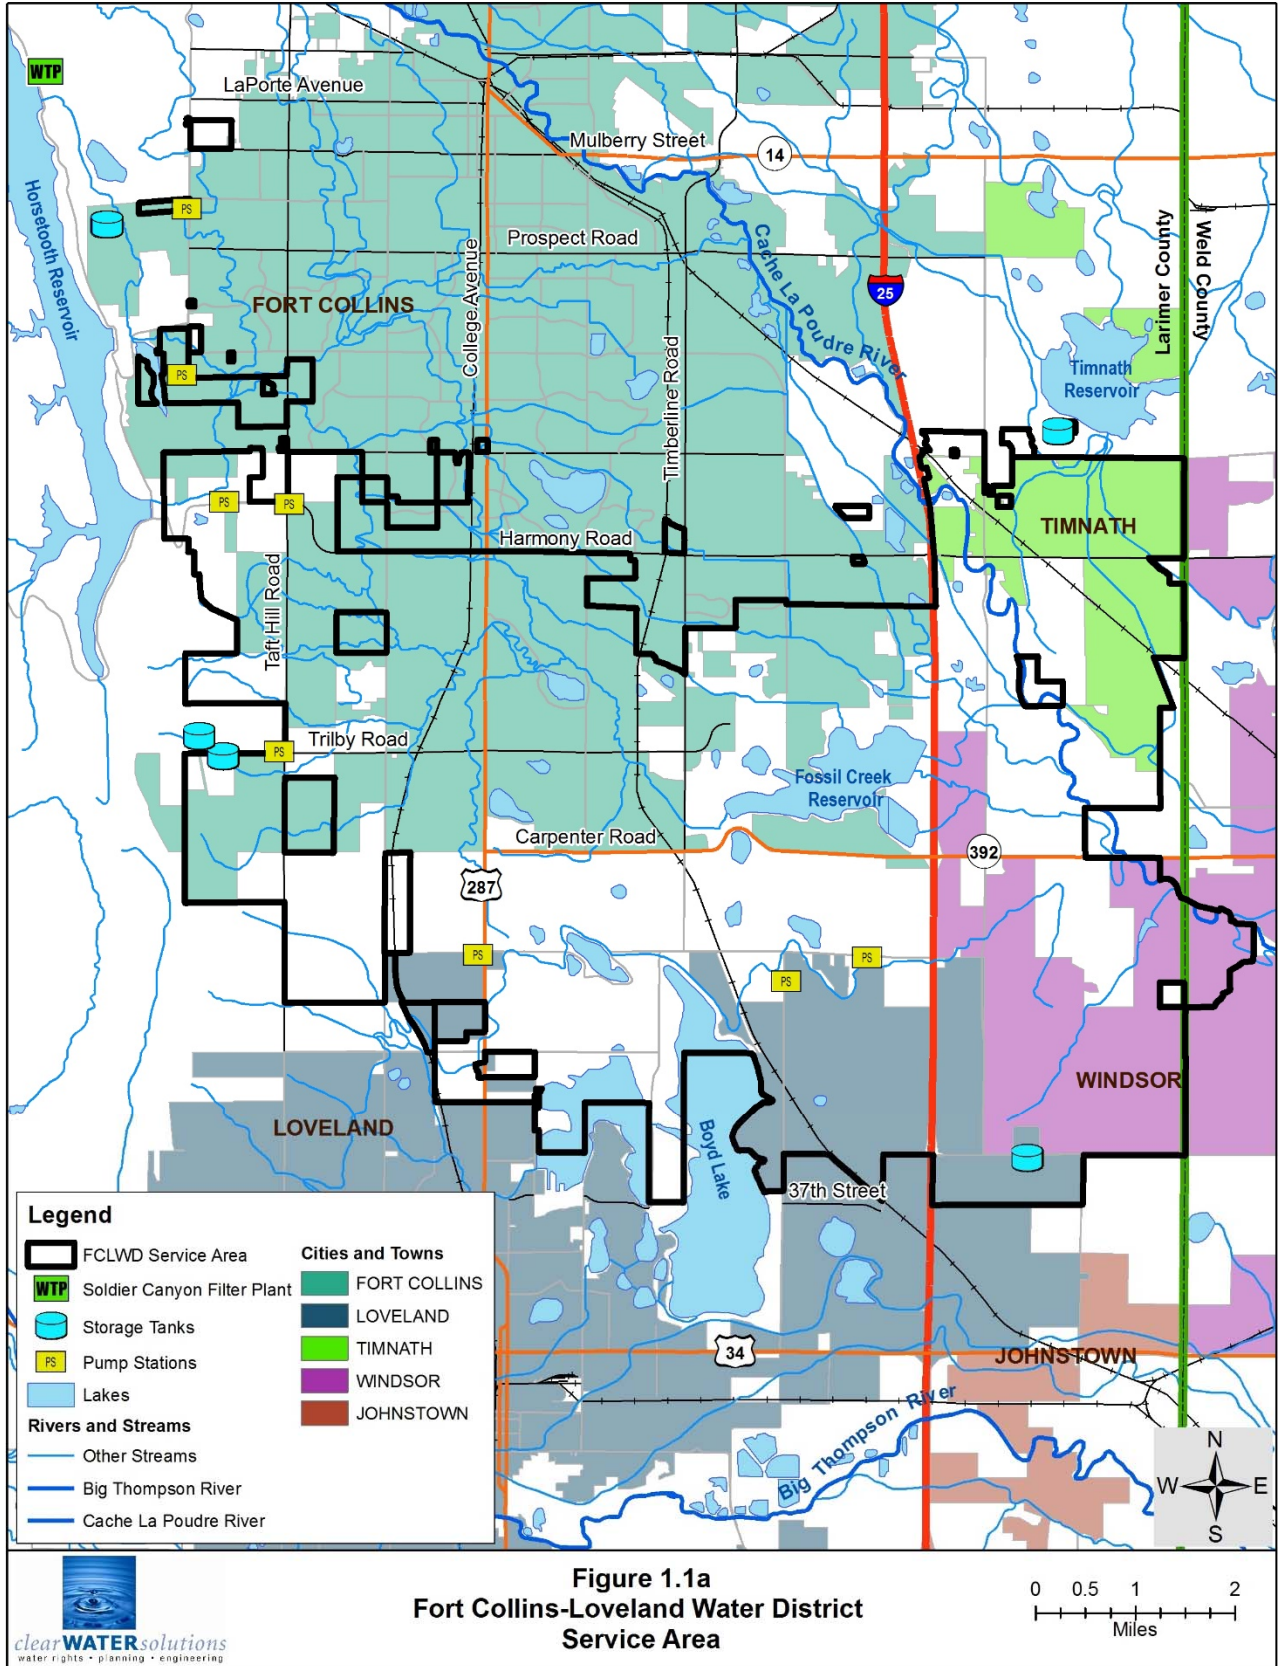 WTP
LaPorte Avenue
Mulberry Street
14
Horsetooth Reservoir
PS
Prospect Road
Cache La Poudre River
Larimer County
Weld County
FORT COLLINS
College Avenue
25
Timberline Road
Timnath
Reservoir
PS
PS
PS
TIMNATH
Harmony Road
Taft Hill Road
Trilby Road
PS
Fossil Creek
Reservoir
Carpenter Road
392
287
PS
PS
PS
WINDSOR
LOVELAND
Boyd Lake
37th Street
34
JOHNSTOWN
Big Thompson River
Legend
FCLWD Service Area
WTP Soldier Canyon Filter Plant
Storage Tanks
PS Pump Stations
Lakes
Rivers and Streams
Other Streams
Big Thompson River
Cache La Poudre River
Cities and Towns
FORT COLLINS
LOVELAND
TIMNATH
WINDSOR
JOHNSTOWN
N
W E
S
clearWATERsolutions
water rights • planning • engineering
Figure 1.1a
Fort Collins-Loveland Water District
Service Area
0 0.5 1 2
Miles